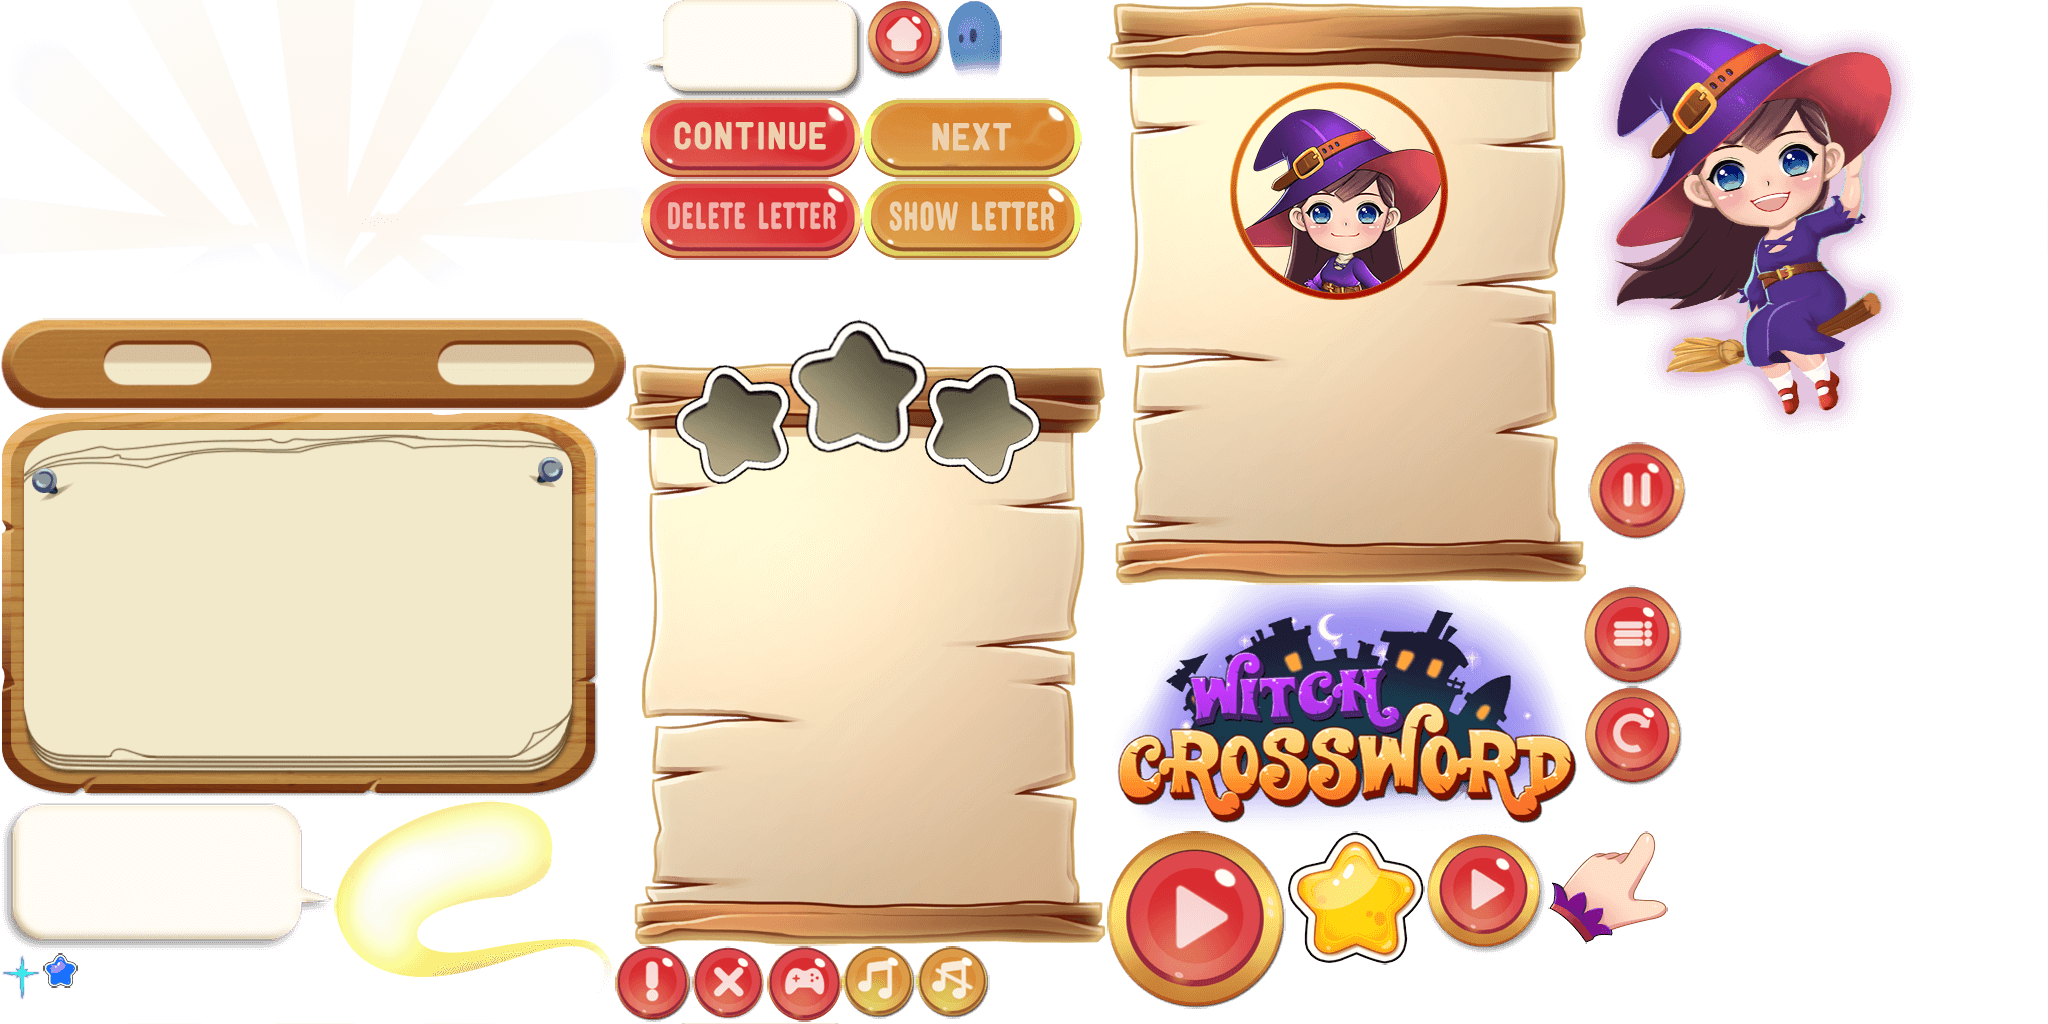 CONTINUE
NEXT
DELETE LETTER
SHOW LETTER
WITCH
CROSSWORD